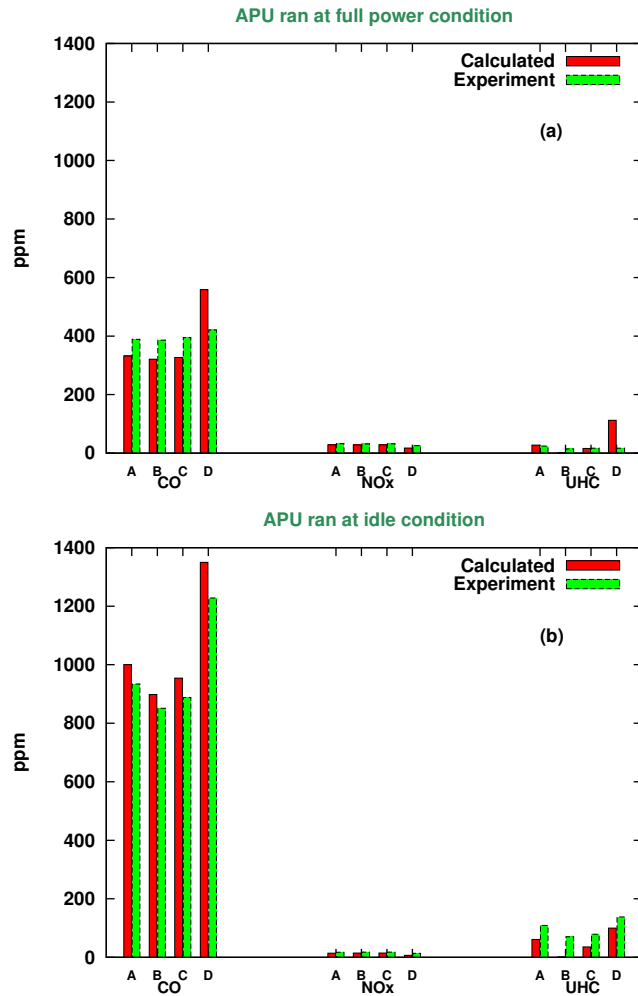 APU ran at full power condition
1400
Calculated
Experiment
1200
(a)
1000
800
ppm
600
400
200
0
A B C D A B C D A B C D
CO NOx UHC
APU ran at idle condition
1400
Calculated
Experiment
1200
(b)
1000
800
ppm
600
400
200
0
A B C D A B C D A B C D
CO NOx UHC